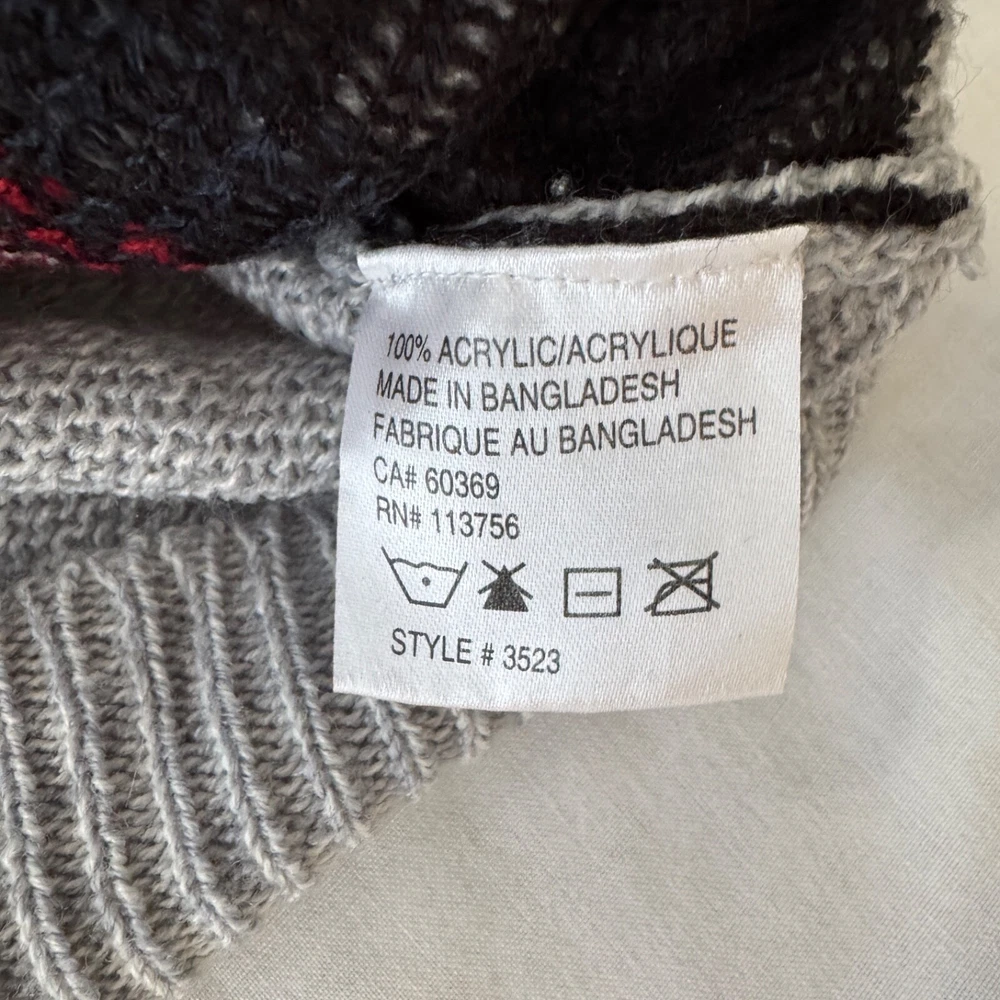 100% ACRYLIC/ACRYLIQUE
MADE IN BANGLADESH
FABRIQUE AU BANGLADESH
CA# 60369
RN# 113756
STYLE # 3523